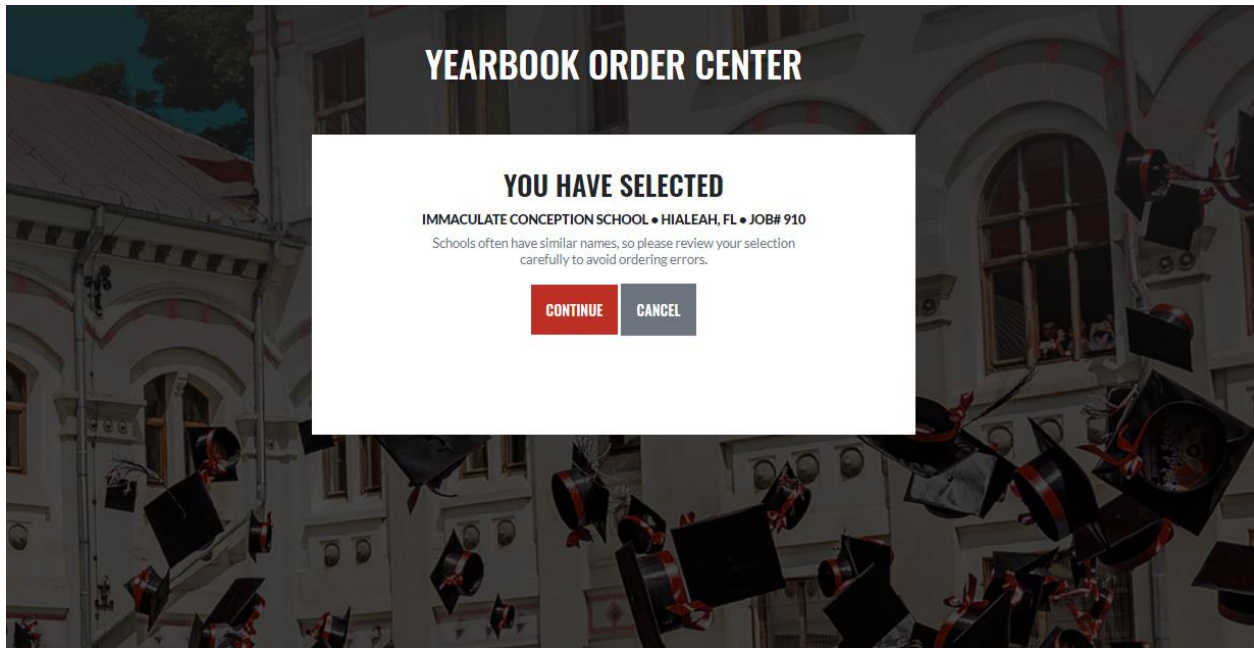 YEARBOOK ORDER CENTER
YOU HAVE SELECTED
IMMACULATE CONCEPTION SCHOOL • HIALEAH, FL • JOB# 910
Schools often have similar names, so please review your selection
carefully to avoid ordering errors.
CONTINUE CANCEL